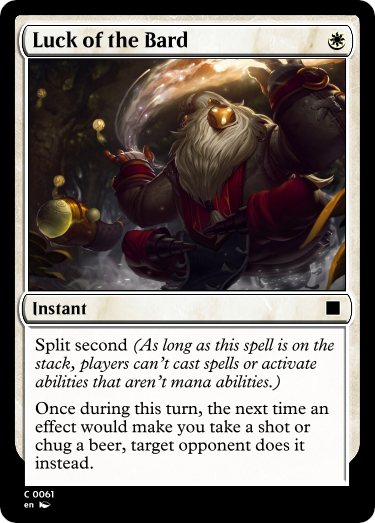 Luck of the Bard
Instant
Split second (As long as this spell is on the
stack, players can't cast spells or activate
abilities that aren't mana abilities.)
Once during this turn, the next time an
effect would make you take a shot or
chug a beer, target opponent does it
instead.
C 0061
en